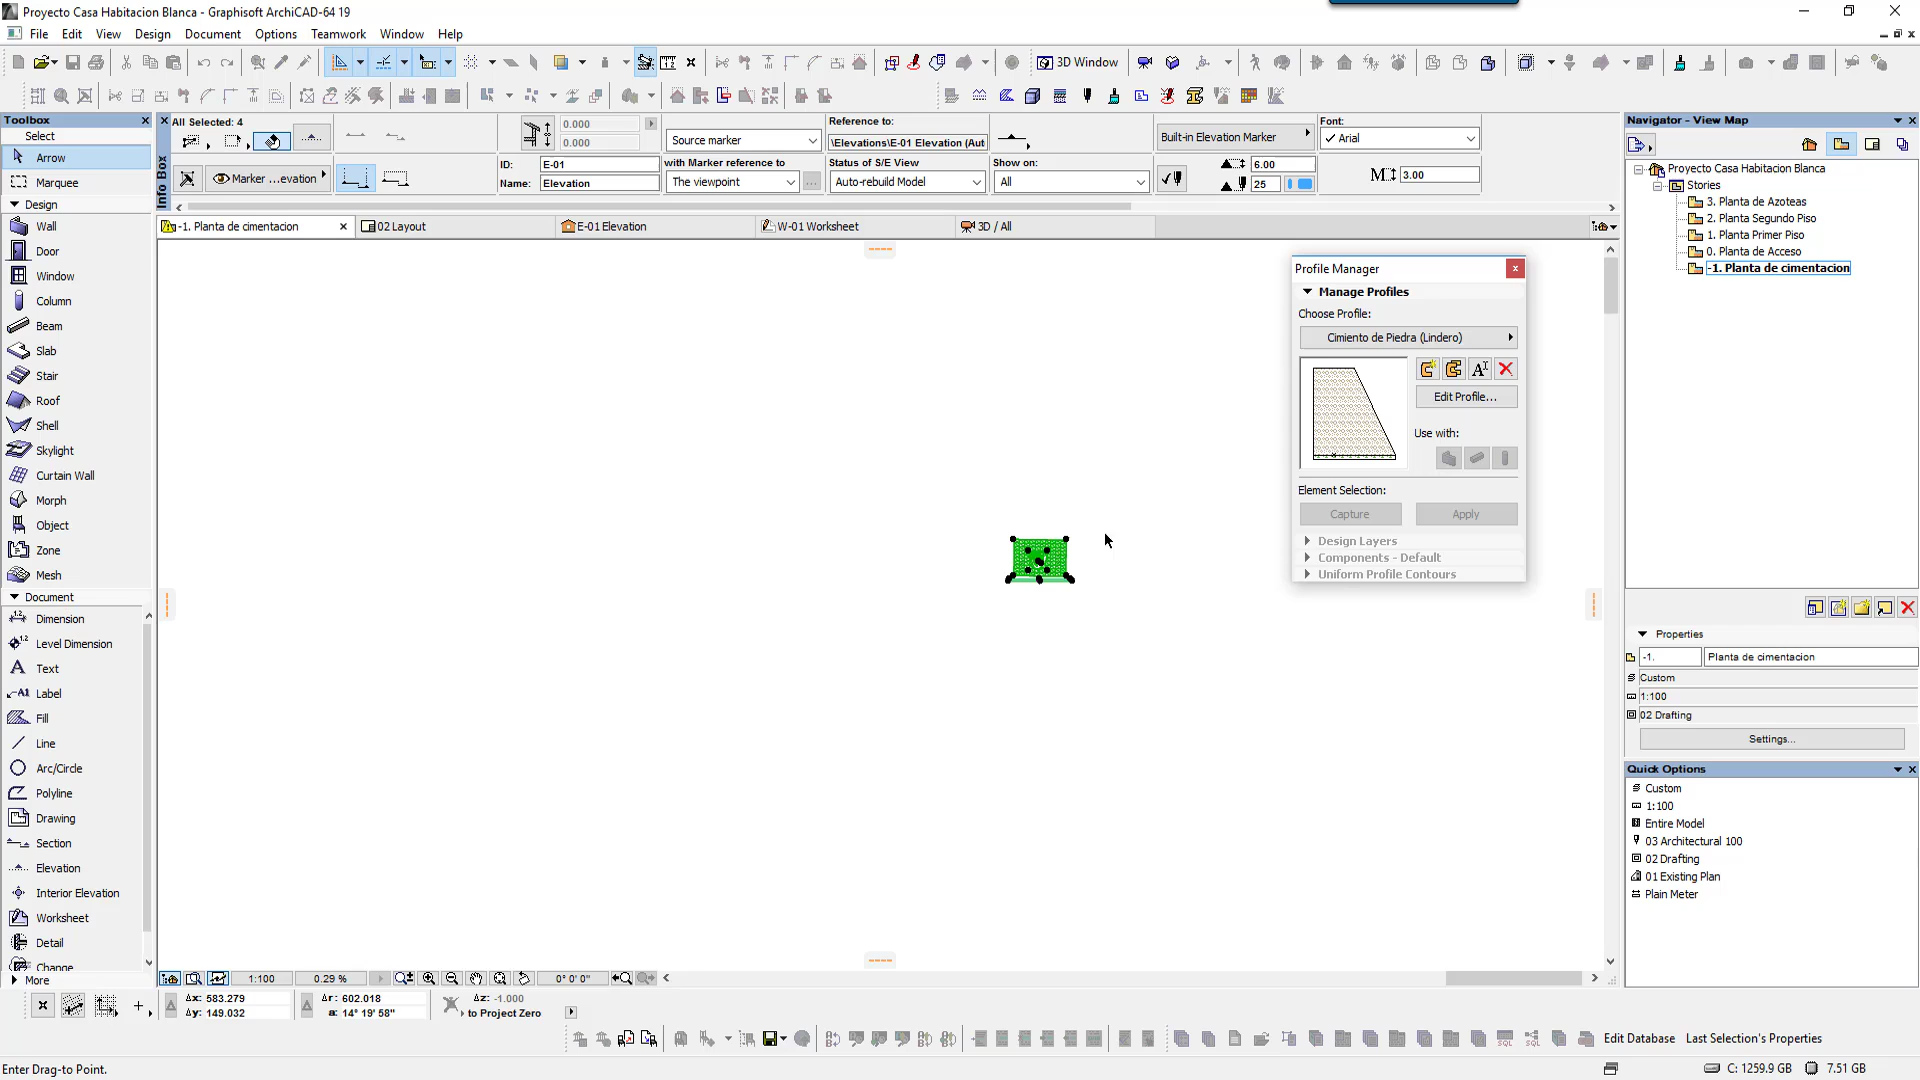 Proyecto Casa Habitacion Blanca - Graphisoft ArchiCAD-64 19
File Edit View Design Document Options Teamwork Window Help
3D Window
Toolbox
Select
Arrow
Marquee
Design
Wall
Door
Window
Column
Beam
Slab
Stair
Roof
Shell
Skylight
Curtain Wall
Morph
Object
Zone
Mesh
Document
Dimension
Level Dimension
Text
Label
Fill
Line
Arc/Circle
Polyline
Drawing
Section
Elevation
Interior Elevation
Worksheet
Detail
Change
More
Info Box
All Selected: 4
Marker ...evation
0.000
0.000
ID: E-01
Name: Elevation
Source marker
with Marker reference to
The viewpoint
Reference to:
\Elevations\E-01 Elevation (Aut
Status of S/E View
Auto-rebuild Model
Show on:
All
Built-in Elevation Marker
6.00
25
Font:
Arial
3.00
-1. Planta de cimentacion
02 Layout
E-01 Elevation
W-01 Worksheet
3D / All
Profile Manager
Manage Profiles
Choose Profile:
Cimiento de Piedra (Lindero)
Edit Profile...
Use with:
Element Selection:
Capture Apply
Design Layers
Components - Default
Uniform Profile Contours
Navigator - View Map
Proyecto Casa Habitacion Blanca
Stories
3. Planta de Azoteas
2. Planta Segundo Piso
1. Planta Primer Piso
0. Planta de Acceso
-1. Planta de cimentacion
Properties
-1. Planta de cimentacion
Custom
1:100
02 Drafting
Settings...
Quick Options
Custom
1:100
Entire Model
03 Architectural 100
02 Drafting
01 Existing Plan
Plain Meter
1:100 0.29 % 0° 0' 0"
Δx: 583.279
Δy: 149.032
Δr: 602.018
a: 14° 19' 58"
Δz: -1.000
to Project Zero
Edit Database Last Selection's Properties
Enter Drag-to Point.
C: 1259.9 GB 7.51 GB